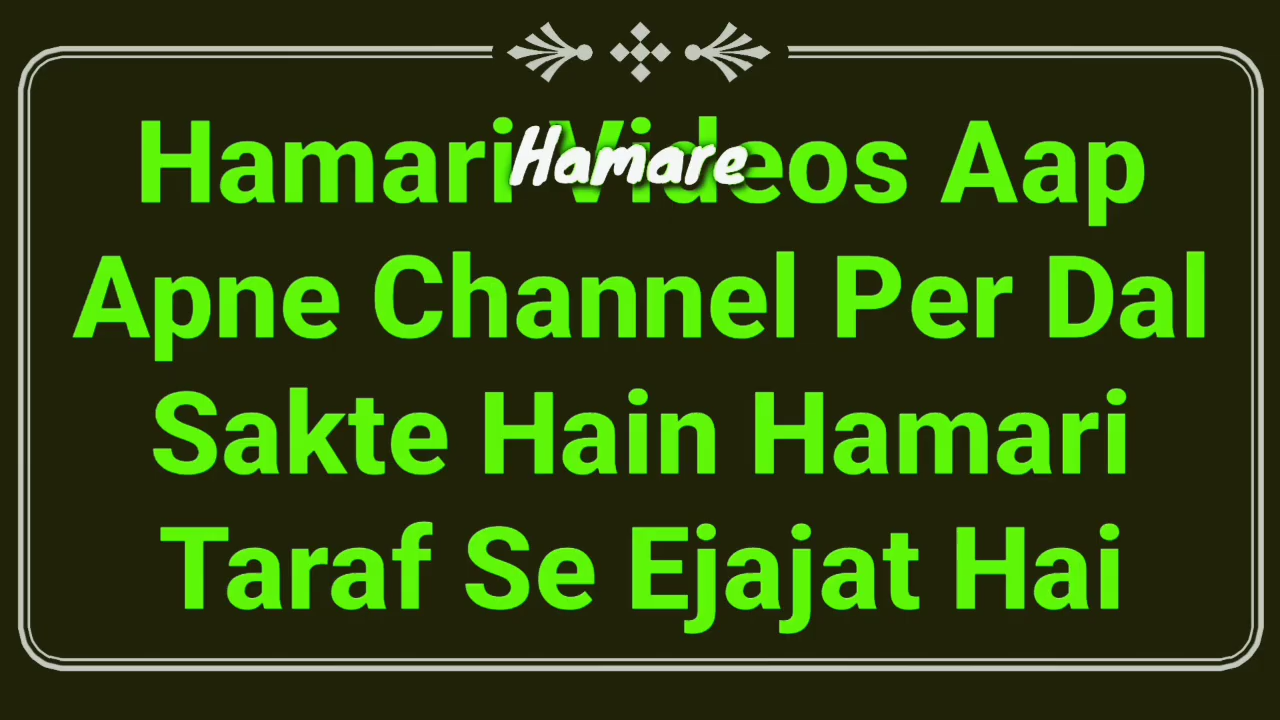 Hamari Videos Aap
Hamare
Apne Channel Per Dal
Sakte Hain Hamari
Taraf Se Ejajat Hai